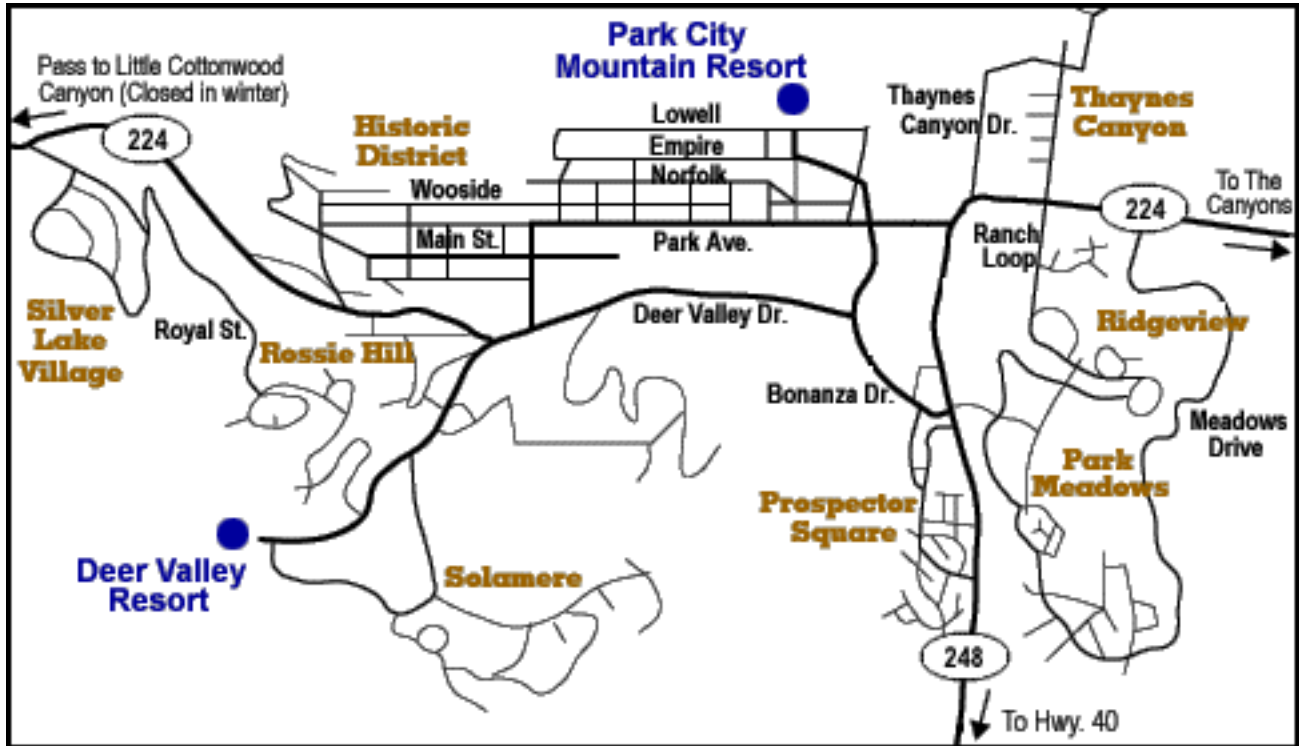 Park City
Mountain Resort
Pass to Little Cottonwood
Canyon (Closed in winter)
224
Historic
District
Lowell
Empire
Norfolk
Wooside
Main St.
Park Ave.
Thaynes
Canyon Dr.
Thaynes
Canyon
To The
Canyons
224
Ranch
Loop
Silver
Lake
Village
Royal St.
Rossie Hill
Deer Valley Dr.
Ridgeview
Bonanza Dr.
Meadows
Drive
Park
Meadows
Prospector
Square
Deer Valley
Resort
Solamere
248
To Hwy. 40